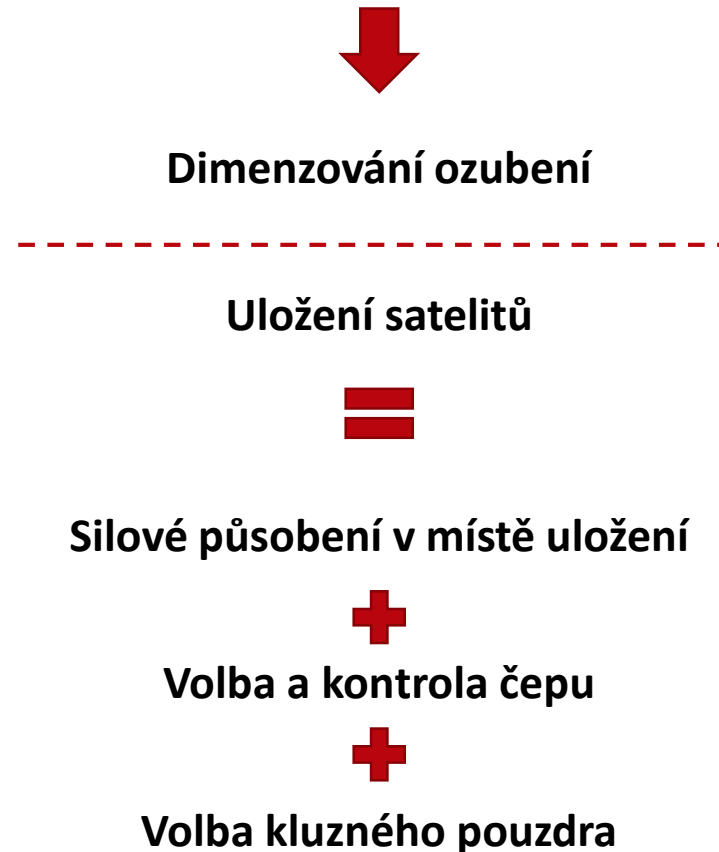 Dimenzování ozubení
Uložení satelitů
Silové působení v místě uložení
Volba a kontrola čepu
Volba kluzného pouzdra